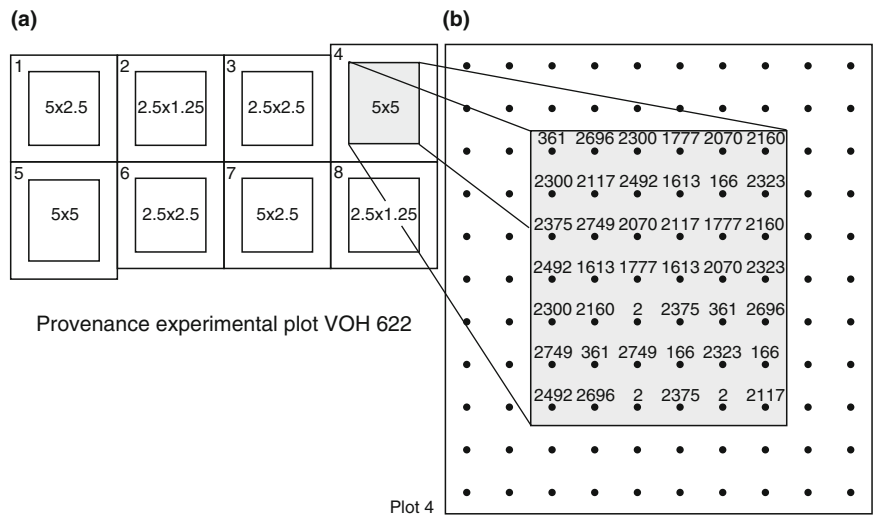 (a)
1 2 3 4
5x2.5 2.5x1.25 2.5x2.5 5x5
5 6 7 8
5x5 2.5x2.5 5x2.5 2.5x1.25
Provenance experimental plot VOH 622
(b)
361 2696 2300 1777 2070 2160
2300 2117 2492 1613 166 2323
2375 2749 2070 2117 1777 2160
2492 1613 1777 1613 2070 2323
2300 2160 2 2375 361 2696
2749 361 2749 166 2323 166
2492 2696 2 2375 2 2117
Plot 4